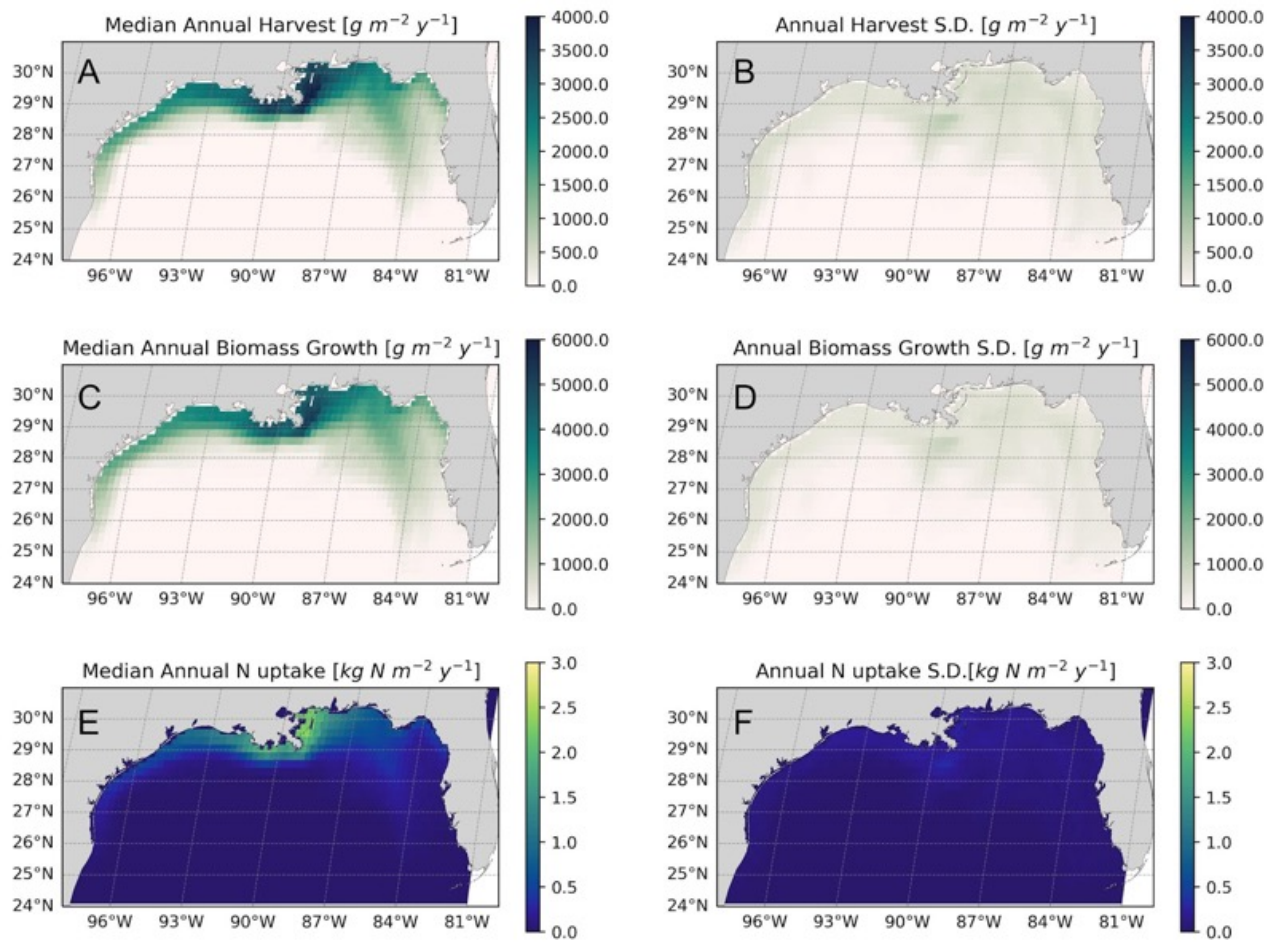 Median Annual Harvest [g m⁻² y⁻¹]
A
30°N
29°N
28°N
27°N
26°N
25°N
24°N
96°W 93°W 90°W 87°W 84°W 81°W
4000.0
3500.0
3000.0
2500.0
2000.0
1500.0
1000.0
500.0
0.0
Annual Harvest S.D. [g m⁻² y⁻¹]
B
30°N
29°N
28°N
27°N
26°N
25°N
24°N
96°W 93°W 90°W 87°W 84°W 81°W
4000.0
3500.0
3000.0
2500.0
2000.0
1500.0
1000.0
500.0
0.0
Median Annual Biomass Growth [g m⁻² y⁻¹]
C
30°N
29°N
28°N
27°N
26°N
25°N
24°N
96°W 93°W 90°W 87°W 84°W 81°W
6000.0
5000.0
4000.0
3000.0
2000.0
1000.0
0.0
Annual Biomass Growth S.D. [g m⁻² y⁻¹]
D
30°N
29°N
28°N
27°N
26°N
25°N
24°N
96°W 93°W 90°W 87°W 84°W 81°W
6000.0
5000.0
4000.0
3000.0
2000.0
1000.0
0.0
Median Annual N uptake [kg N m⁻² y⁻¹]
E
30°N
29°N
28°N
27°N
26°N
25°N
24°N
96°W 93°W 90°W 87°W 84°W 81°W
3.0
2.5
2.0
1.5
1.0
0.5
0.0
Annual N uptake S.D.[kg N m⁻² y⁻¹]
F
30°N
29°N
28°N
27°N
26°N
25°N
24°N
96°W 93°W 90°W 87°W 84°W 81°W
3.0
2.5
2.0
1.5
1.0
0.5
0.0